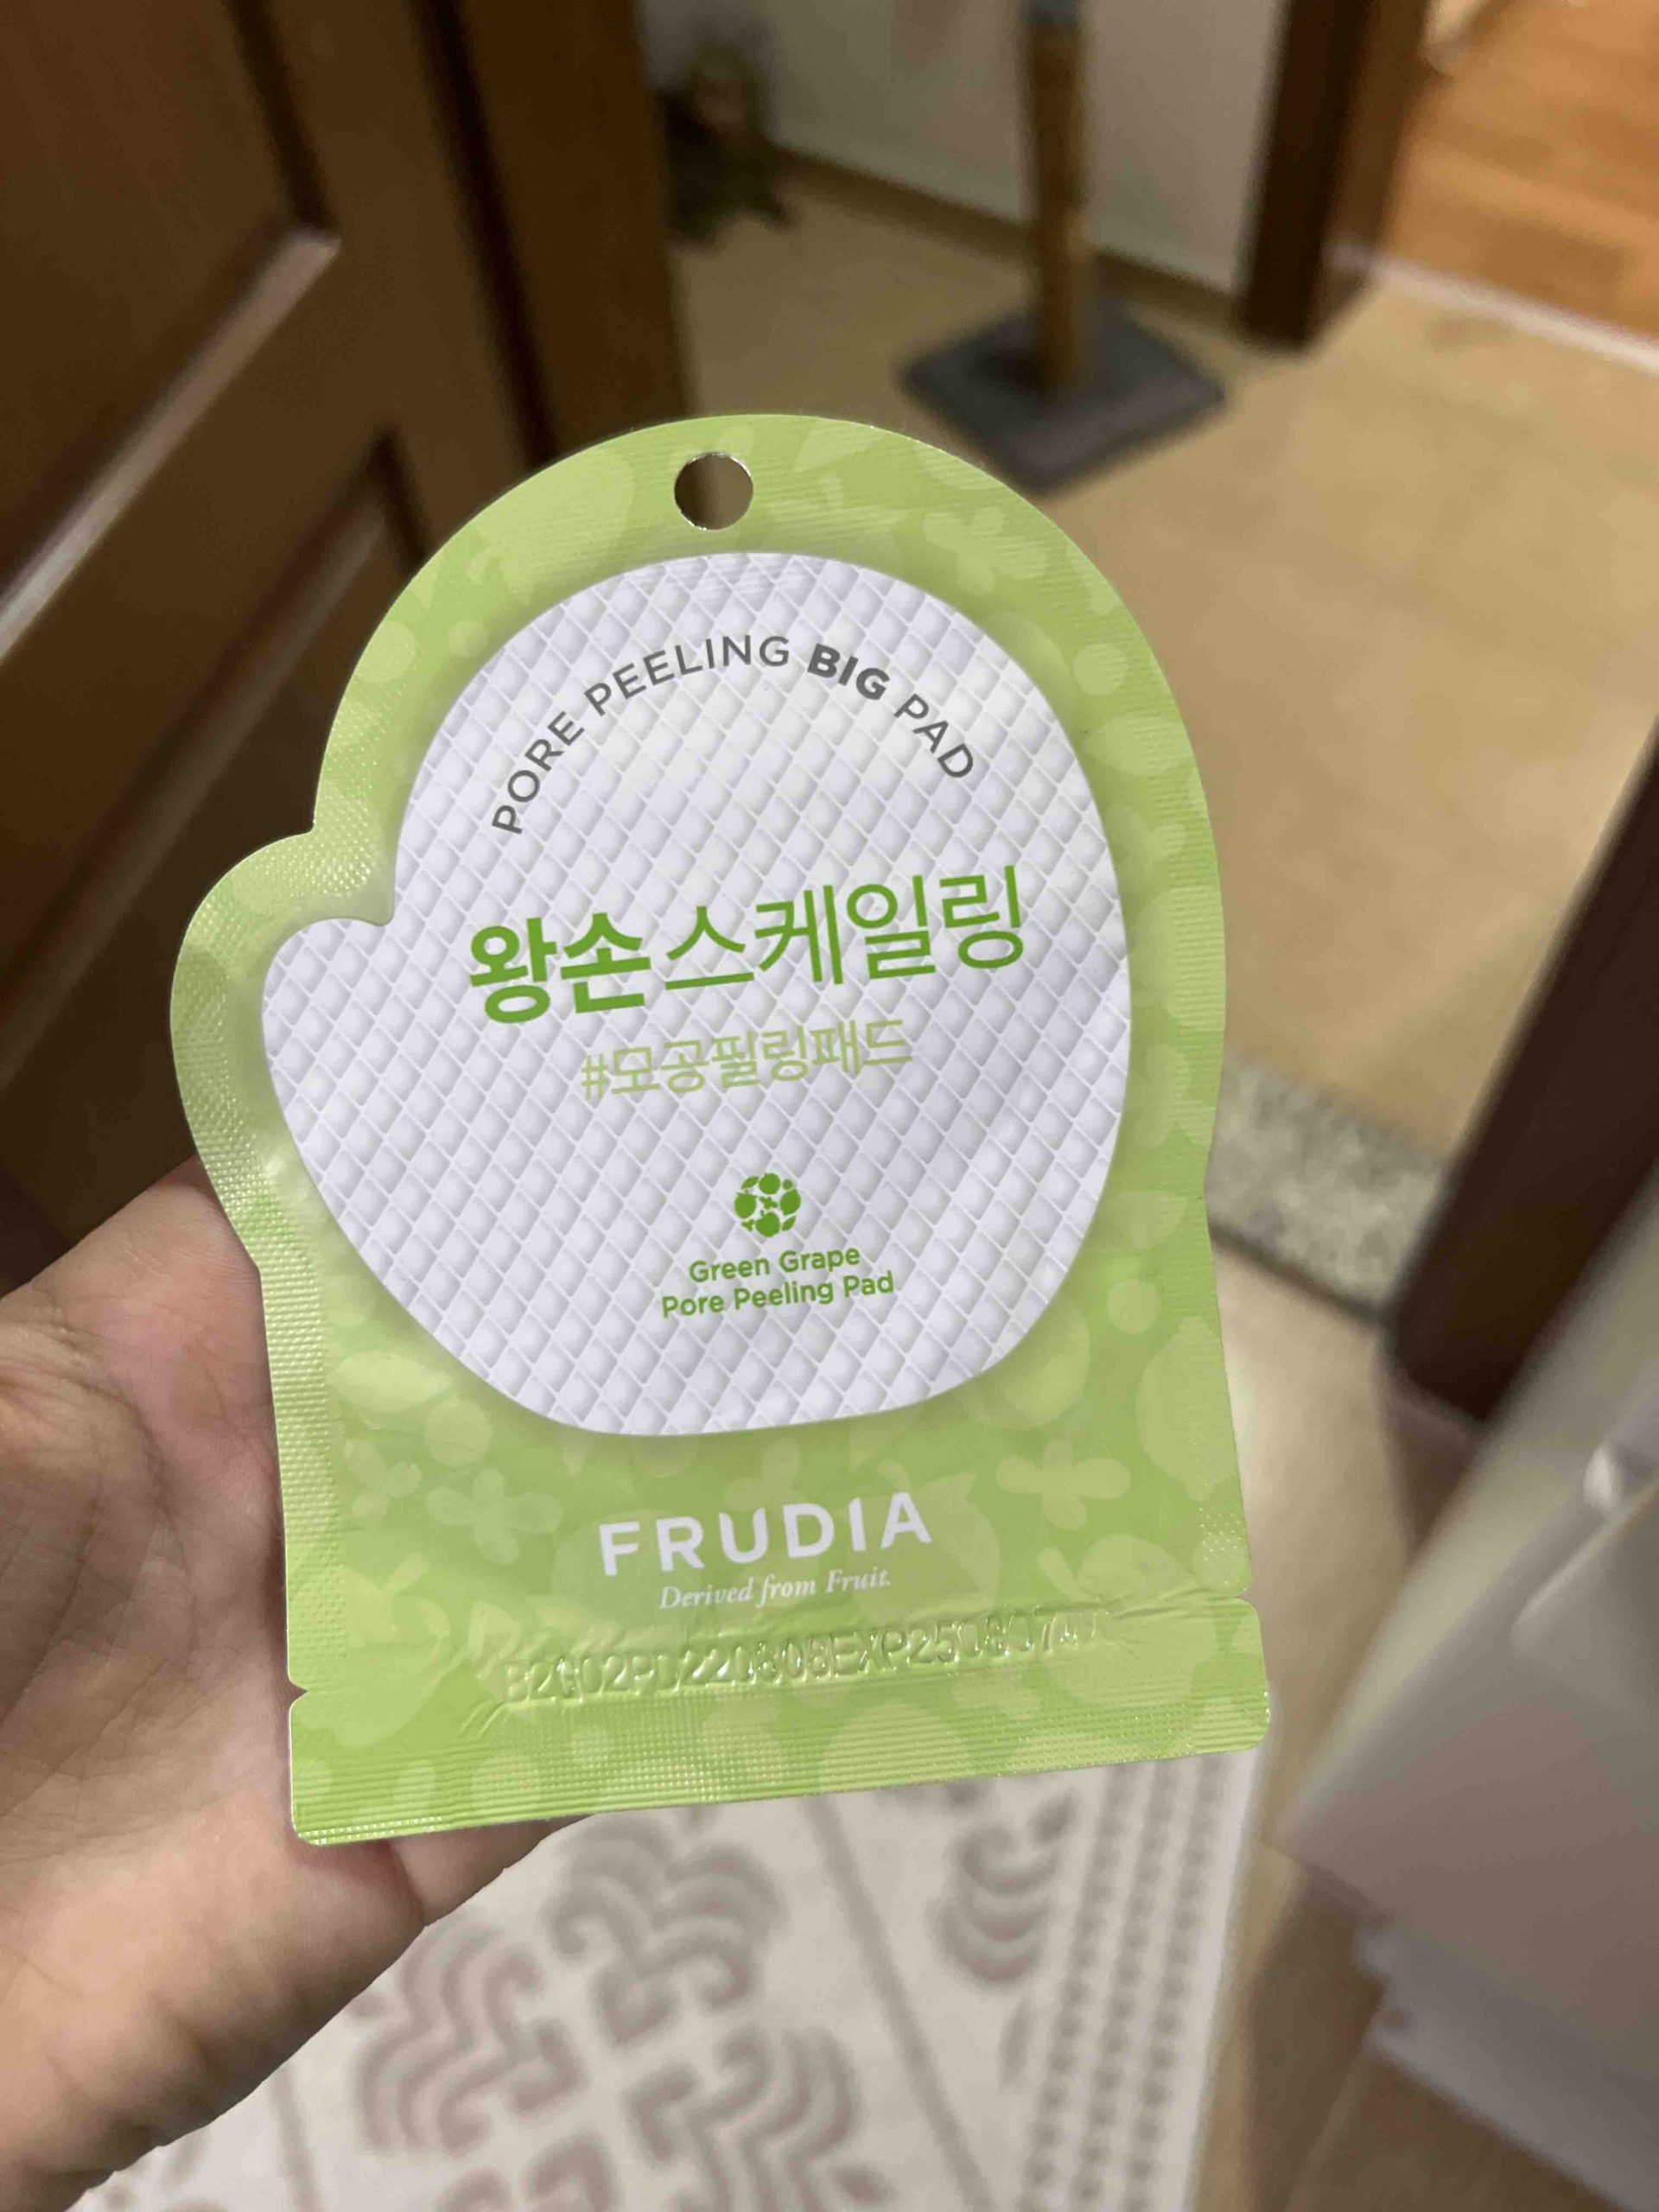 PORE PEELING BIG PAD
왕손스케일링
#모공필링패드
Green Grape
Pore Peeling Pad
FRUDIA
Derived from Fruit.